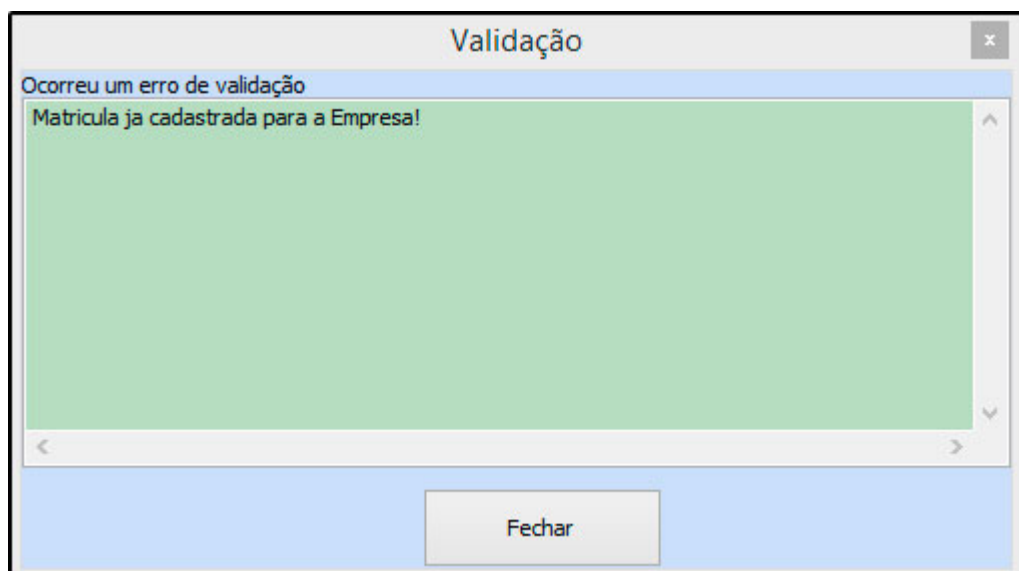 Validação
x
Ocorreu um erro de validação
Matricula ja cadastrada para a Empresa!
Fechar